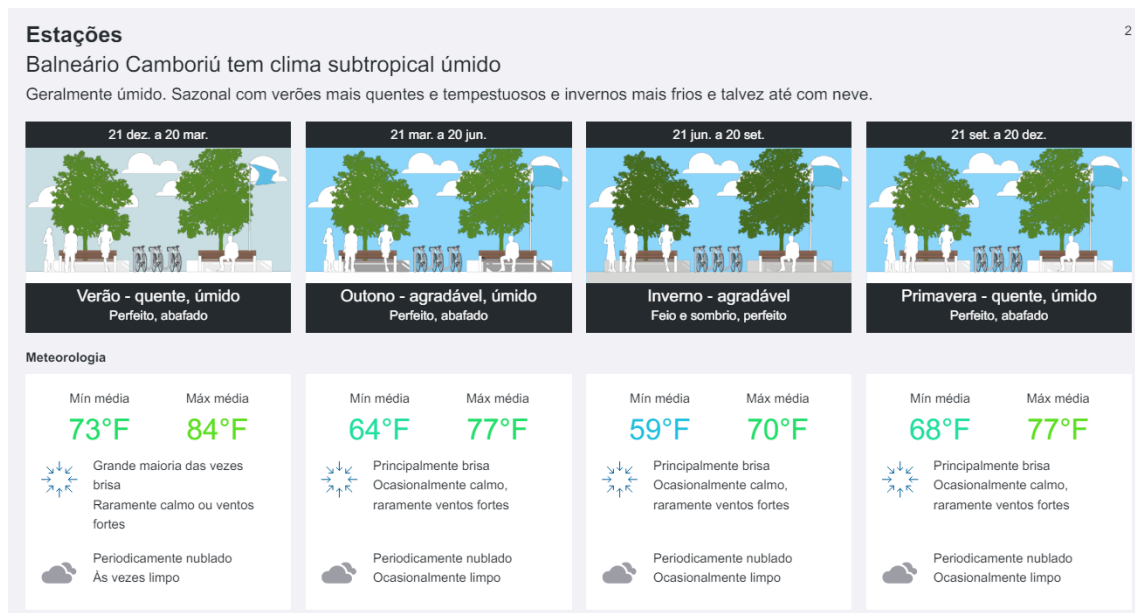 Estações
2
Balneário Camboriú tem clima subtropical úmido
Geralmente úmido. Sazonal com verões mais quentes e tempestuosos e invernos mais frios e talvez até com neve.
21 dez. a 20 mar.
Verão - quente, úmido
Perfeito, abafado
21 mar. a 20 jun.
Outono - agradável, úmido
Perfeito, abafado
21 jun. a 20 set.
Inverno - agradável
Feio e sombrio, perfeito
21 set. a 20 dez.
Primavera - quente, úmido
Perfeito, abafado
Meteorologia
Mín média Máx média
73°F 84°F
Grande maioria das vezes
brisa
Raramente calmo ou ventos
fortes
Periodicamente nublado
Às vezes limpo
Mín média Máx média
64°F 77°F
Principalmente brisa
Ocasionalmente calmo,
raramente ventos fortes
Periodicamente nublado
Ocasionalmente limpo
Mín média Máx média
59°F 70°F
Principalmente brisa
Ocasionalmente calmo,
raramente ventos fortes
Periodicamente nublado
Ocasionalmente limpo
Mín média Máx média
68°F 77°F
Principalmente brisa
Ocasionalmente calmo,
raramente ventos fortes
Periodicamente nublado
Ocasionalmente limpo